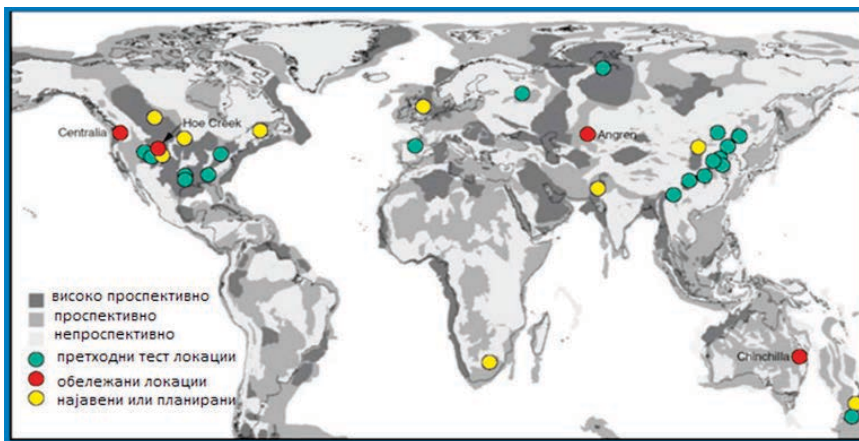 Hoe Creek
Centralia
Angren
Chinchilla
високо проспективно
проспективно
непроспективно
претходни тест локации
обележани локации
најавени или планирани